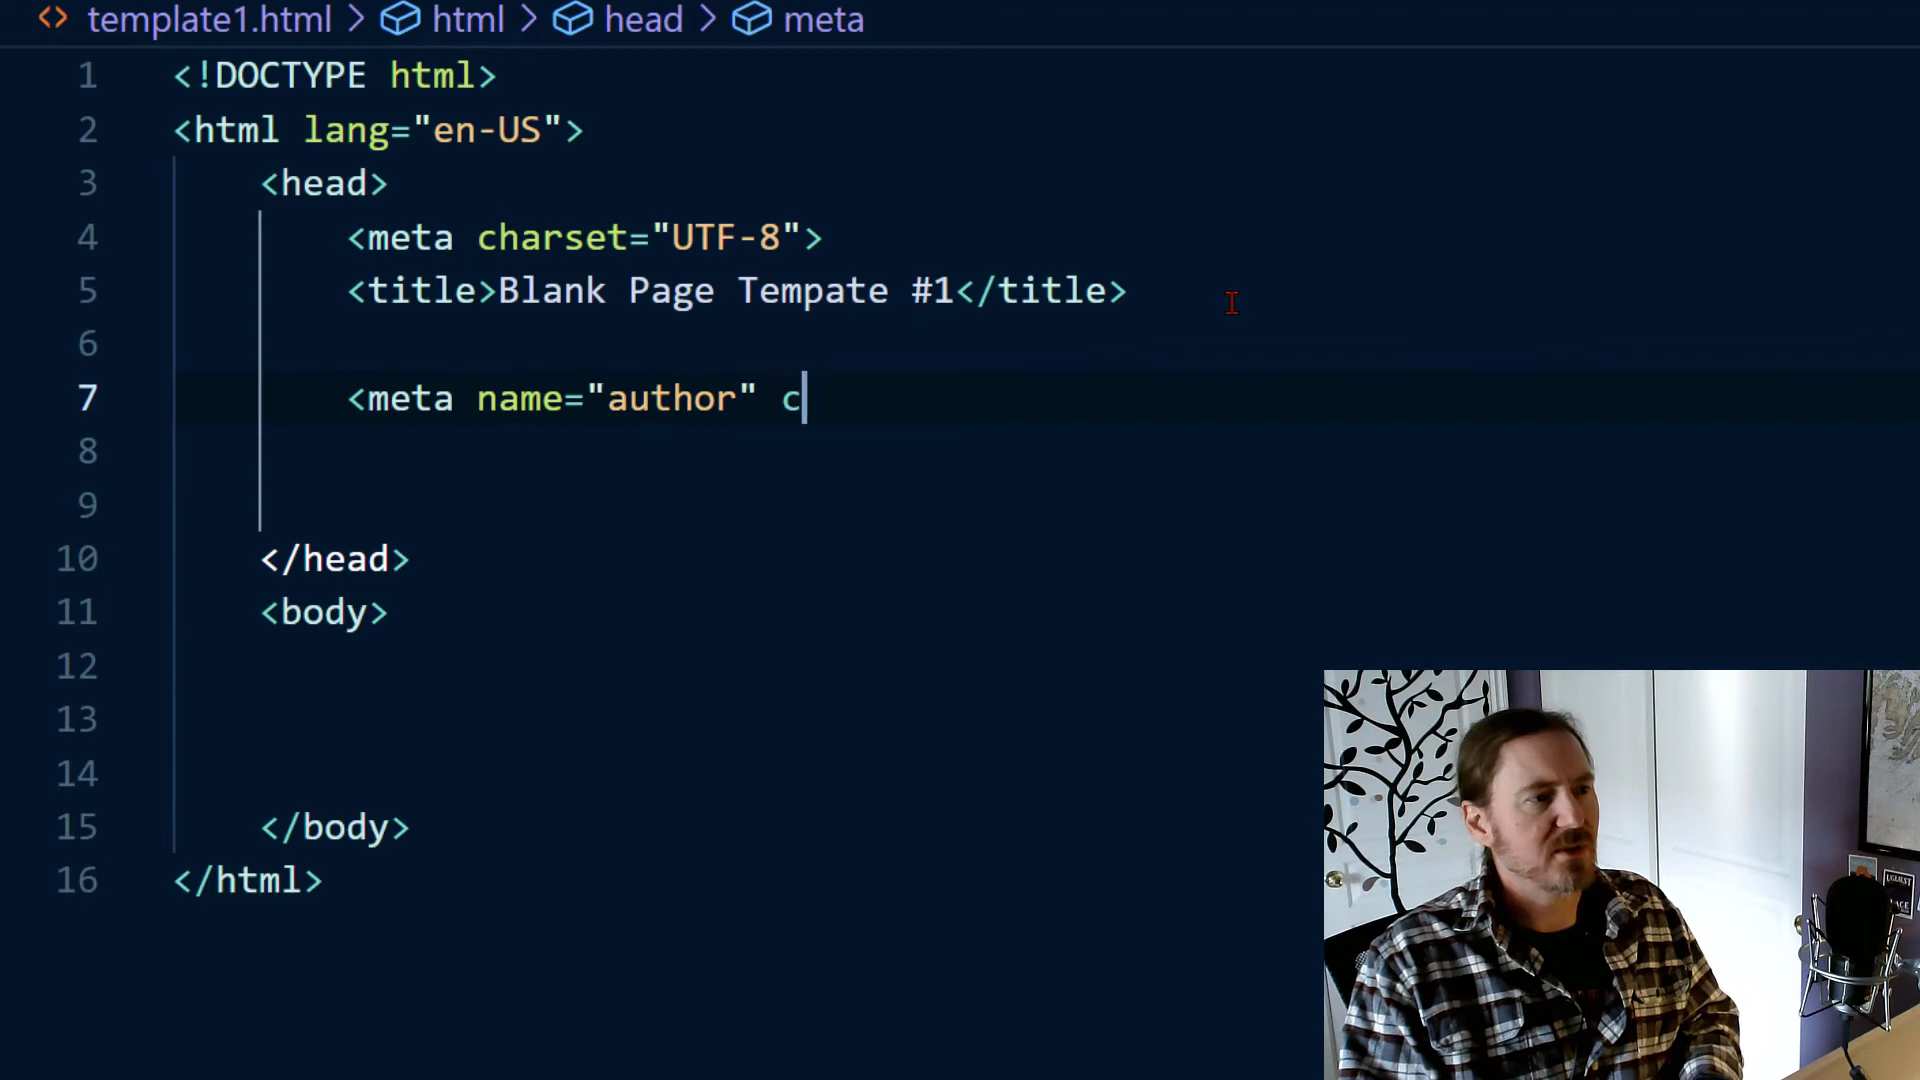 template1.html > html > head > meta
1 <!DOCTYPE html>
2 <html lang="en-US">
3 <head>
4 <meta charset="UTF-8">
5 <title>Blank Page Tempate #1</title>
6
7 <meta name="author" c
8
9
10 </head>
11 <body>
12
13
14
15 </body>
16 </html>
UGLIEST